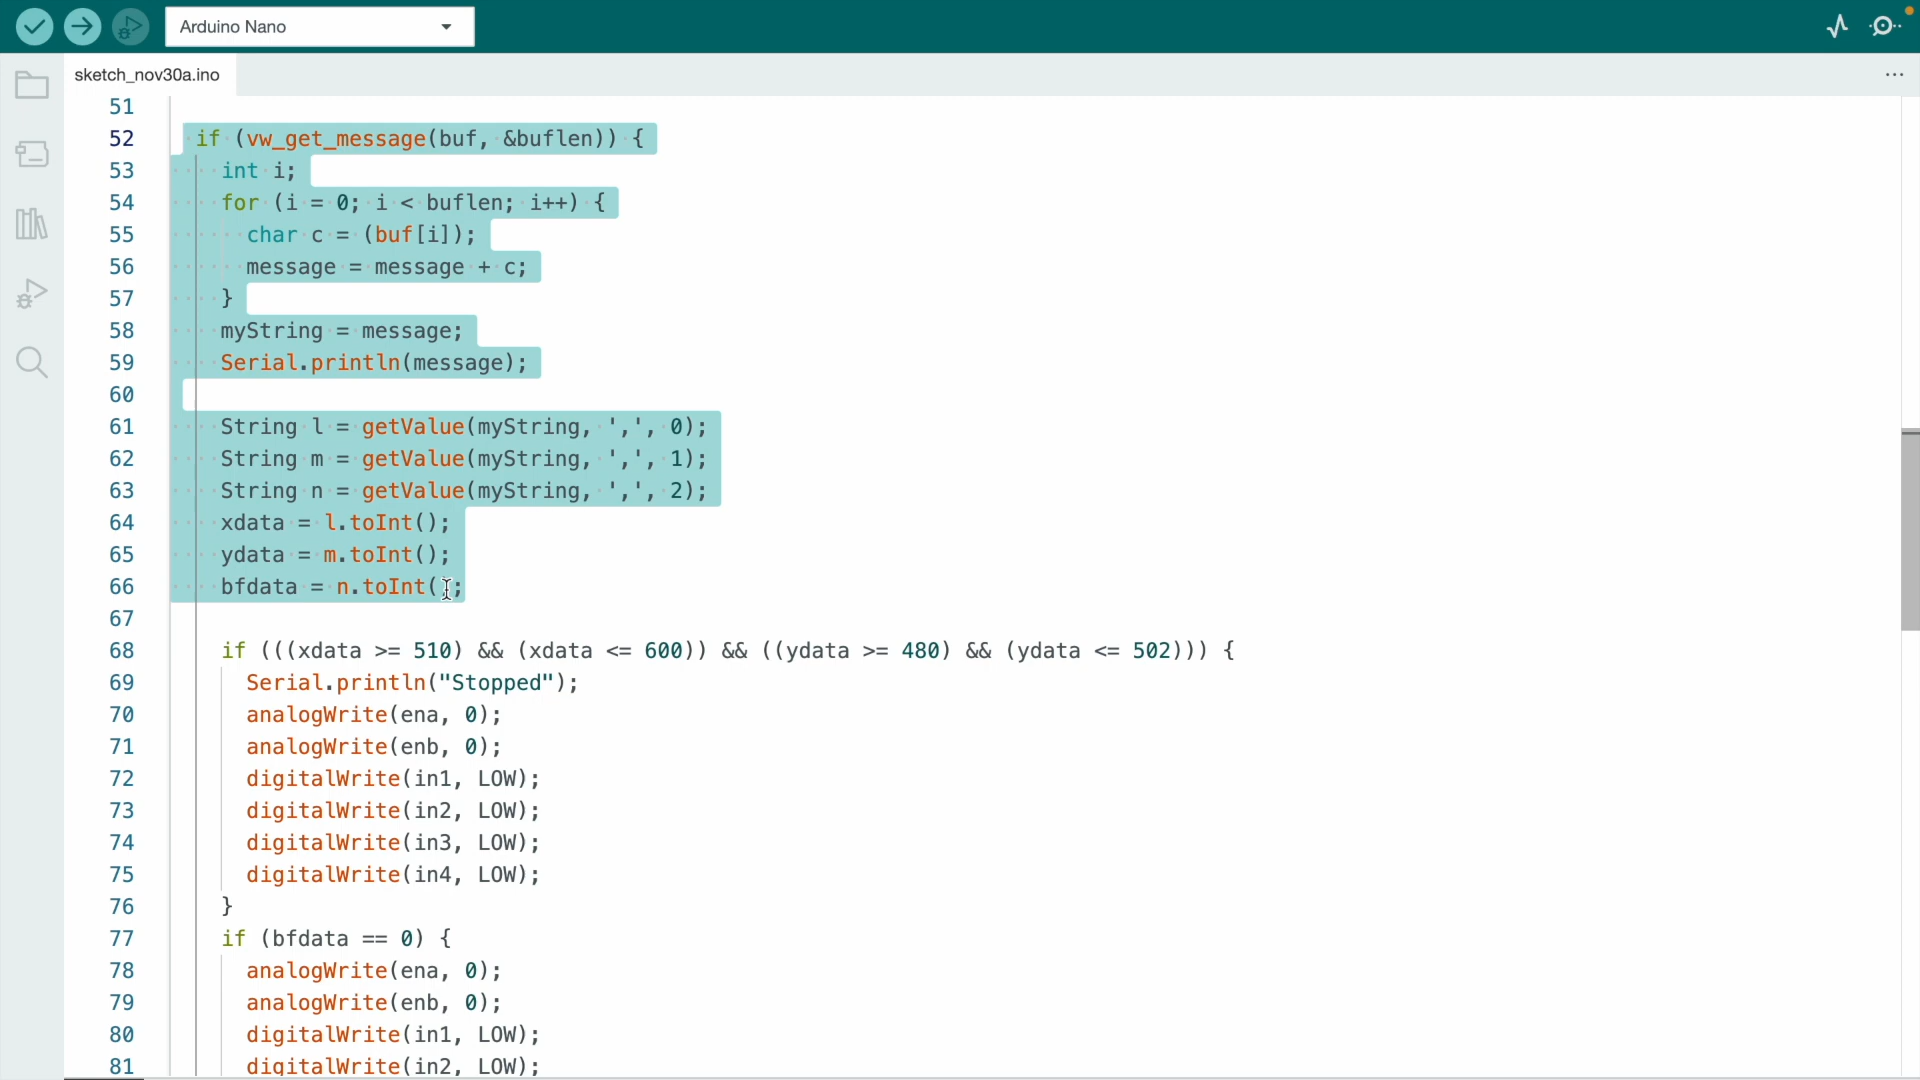 Arduino Nano
sketch_nov30a.ino
...
51
52 if (vw_get_message(buf, &buflen)) {
53 int i;
54 for (i = 0; i < buflen; i++) {
55 char c = (buf[i]);
56 message = message + c;
57 }
58 myString = message;
59 Serial.println(message);
60
61 String l = getValue(myString, ',', 0);
62 String m = getValue(myString, ',', 1);
63 String n = getValue(myString, ',', 2);
64 xdata = l.toInt();
65 ydata = m.toInt();
66 bfdata = n.toInt();
67
68 if (((xdata >= 510) && (xdata <= 600)) && ((ydata >= 480) && (ydata <= 502))) {
69 Serial.println("Stopped");
70 analogWrite(ena, 0);
71 analogWrite(enb, 0);
72 digitalWrite(in1, LOW);
73 digitalWrite(in2, LOW);
74 digitalWrite(in3, LOW);
75 digitalWrite(in4, LOW);
76 }
77 if (bfdata == 0) {
78 analogWrite(ena, 0);
79 analogWrite(enb, 0);
80 digitalWrite(in1, LOW);
81 digitalWrite(in2, LOW);